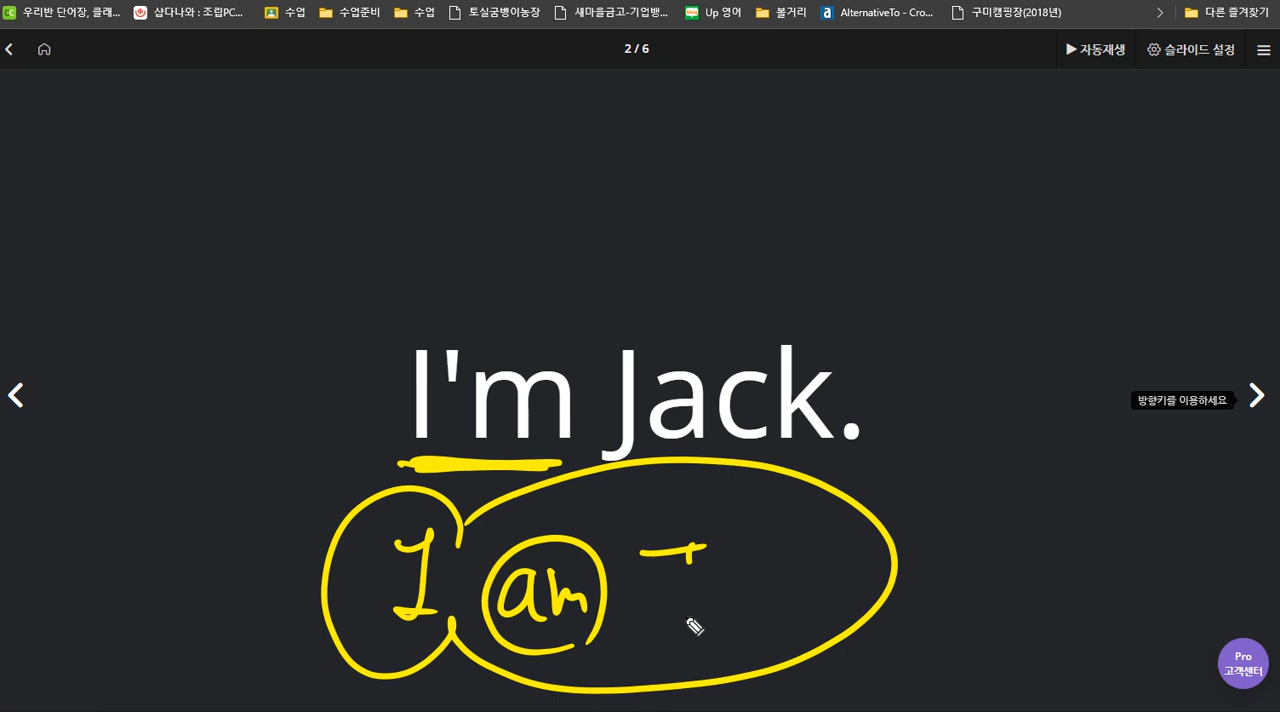 우리반 단어장, 클래... 샵다나와 : 조립PC... 수업 수업준비 수업 토실굼벵이농장 새마을금고-기업뱅... Up 영어 볼거리 AlternativeTo - Cro... 구미캠핑장(2018년) 다른 즐겨찾기
2 / 6 자동재생 슬라이드 설정
방향키를 이용하세요
I'm Jack.
I am
Pro
고객센터